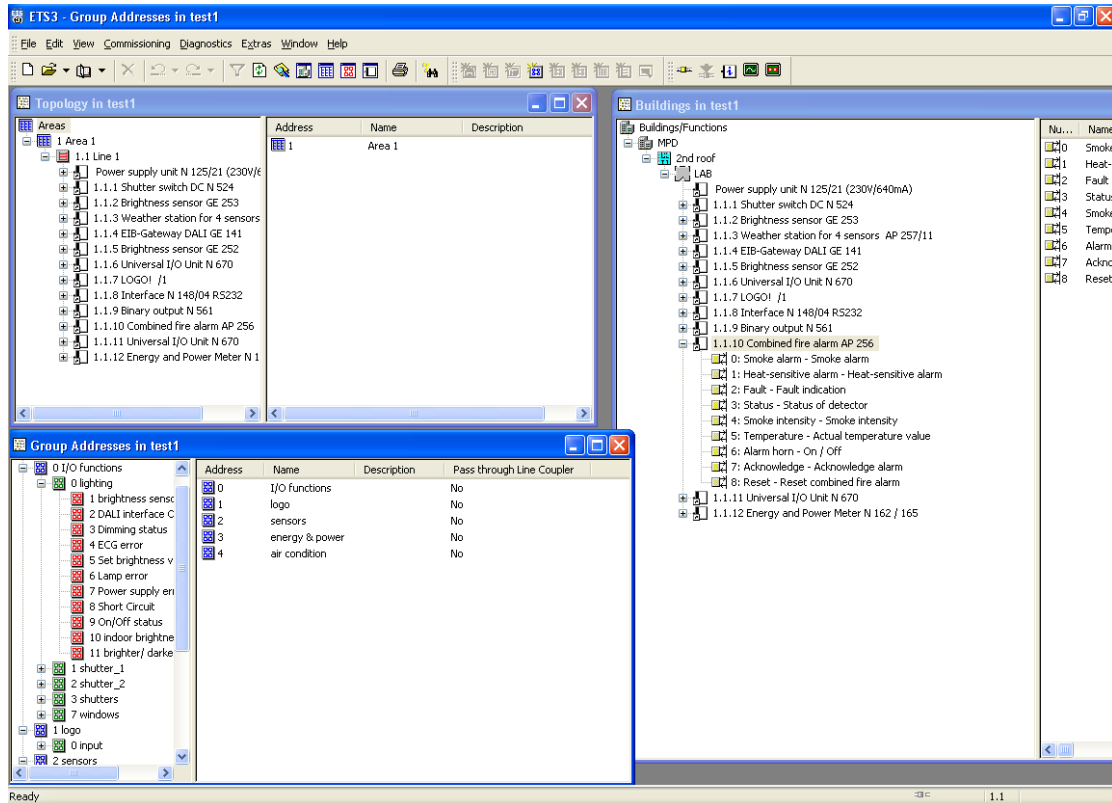 ETS3 - Group Addresses in test1
File Edit View Commissioning Diagnostics Extras Window Help
Topology in test1
Areas
1 Area 1
1.1 Line 1
Power supply unit N 125/21 (230V/6
1.1.1 Shutter switch DC N 524
1.1.2 Brightness sensor GE 253
1.1.3 Weather station for 4 sensors
1.1.4 EIB-Gateway DALI GE 141
1.1.5 Brightness sensor GE 252
1.1.6 Universal I/O Unit N 670
1.1.7 LOGO! /1
1.1.8 Interface N 148/04 RS232
1.1.9 Binary output N 561
1.1.10 Combined fire alarm AP 256
1.1.11 Universal I/O Unit N 670
1.1.12 Energy and Power Meter N 1
Address Name Description
1 Area 1
Buildings in test1
Buildings/Functions
MPD
2nd roof
LAB
Power supply unit N 125/21 (230V/640mA)
1.1.1 Shutter switch DC N 524
1.1.2 Brightness sensor GE 253
1.1.3 Weather station for 4 sensors AP 257/11
1.1.4 EIB-Gateway DALI GE 141
1.1.5 Brightness sensor GE 252
1.1.6 Universal I/O Unit N 670
1.1.7 LOGO! /1
1.1.8 Interface N 148/04 RS232
1.1.9 Binary output N 561
1.1.10 Combined fire alarm AP 256
0: Smoke alarm - Smoke alarm
1: Heat-sensitive alarm - Heat-sensitive alarm
2: Fault - Fault indication
3: Status - Status of detector
4: Smoke intensity - Smoke intensity
5: Temperature - Actual temperature value
6: Alarm horn - On / Off
7: Acknowledge - Acknowledge alarm
8: Reset - Reset combined fire alarm
1.1.11 Universal I/O Unit N 670
1.1.12 Energy and Power Meter N 162 / 165
Nu... Name
0 Smoke
1 Heat-
2 Fault
3 Status
4 Smoke
5 Tempe
6 Alarm
7 Ackno
8 Reset
Group Addresses in test1
0 I/O functions
0 lighting
1 brightness senso
2 DALI interface C
3 Dimming status
4 ECG error
5 Set brightness v
6 Lamp error
7 Power supply err
8 Short Circuit
9 On/Off status
10 indoor brightne
11 brighter/ darke
1 shutter_1
2 shutter_2
3 shutters
7 windows
1 logo
0 input
2 sensors
Address Name Description Pass through Line Coupler
0 I/O functions No
1 logo No
2 sensors No
3 energy & power No
4 air condition No
Ready
1.1